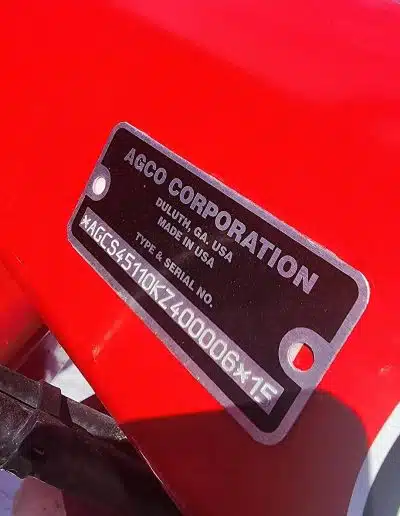 AGCO CORPORATION
DULUTH, GA. USA
MADE IN USA
TYPE & SERIAL NO.
*AGCS45110KZ400006*15